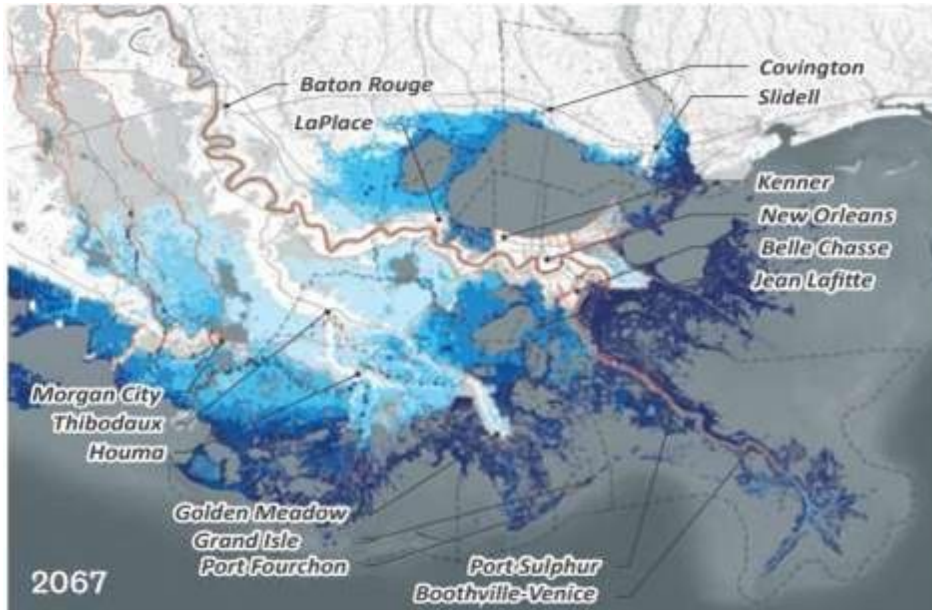 Baton Rouge
LaPlace
Covington
Slidell
Kenner
New Orleans
Belle Chasse
Jean Lafitte
Morgan City
Thibodaux
Houma
Golden Meadow
Grand Isle
Port Fourchon
Port Sulphur
Boothville-Venice
2067